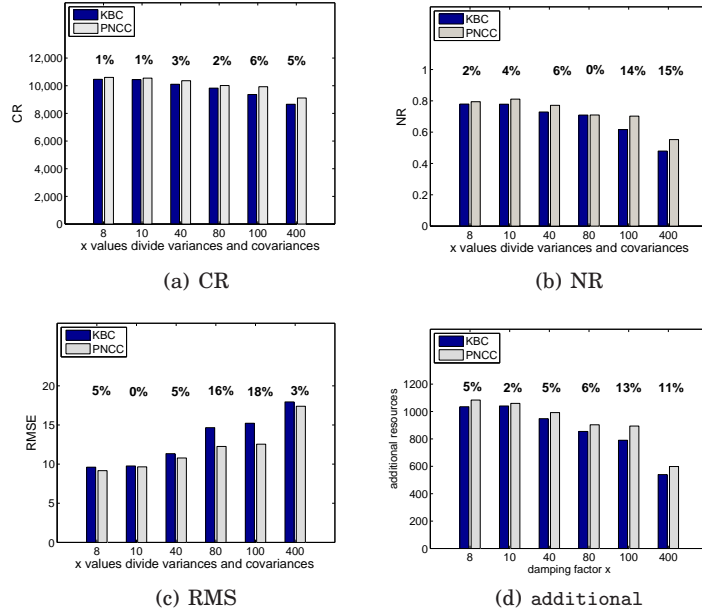 KBC
PNCC
1% 1% 3% 2% 6% 5%
12,000
10,000
8,000
6,000
4,000
2,000
0
CR
8 10 40 80 100 400
x values divide variances and covariances
(a) CR
KBC
PNCC
2% 4% 6% 0% 14% 15%
1
0.8
0.6
0.4
0.2
0
NR
8 10 40 80 100 400
x values divide variances and covariances
(b) NR
KBC
PNCC
5% 0% 5% 16% 18% 3%
20
15
10
5
0
RMSE
8 10 40 80 100 400
x values divide variances and covariances
(c) RMS
KBC
PNCC
5% 2% 5% 6% 13% 11%
1200
1000
800
600
400
200
0
additional resources
8 10 40 80 100 400
damping factor x
(d) additional